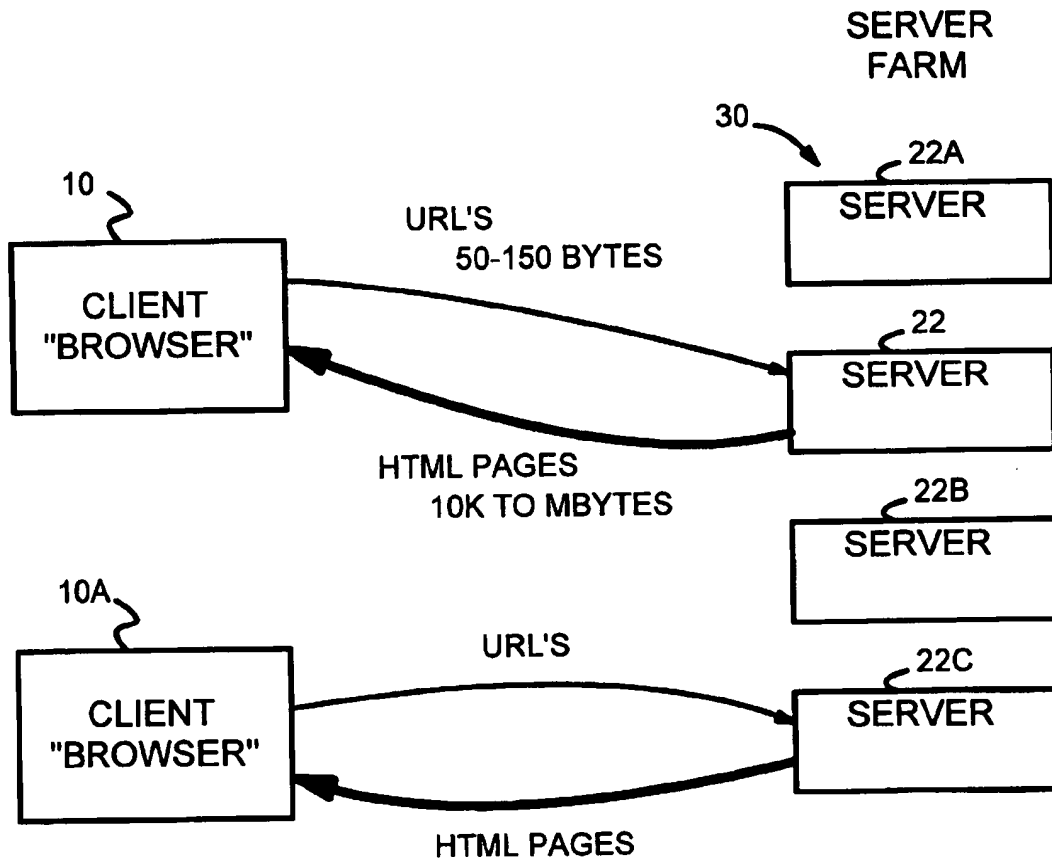 SERVER
FARM
30
22A
SERVER
10
URL'S
50-150 BYTES
CLIENT
"BROWSER"
22
SERVER
HTML PAGES
10K TO MBYTES
22B
SERVER
10A
URL'S
22C
CLIENT
"BROWSER"
SERVER
HTML PAGES